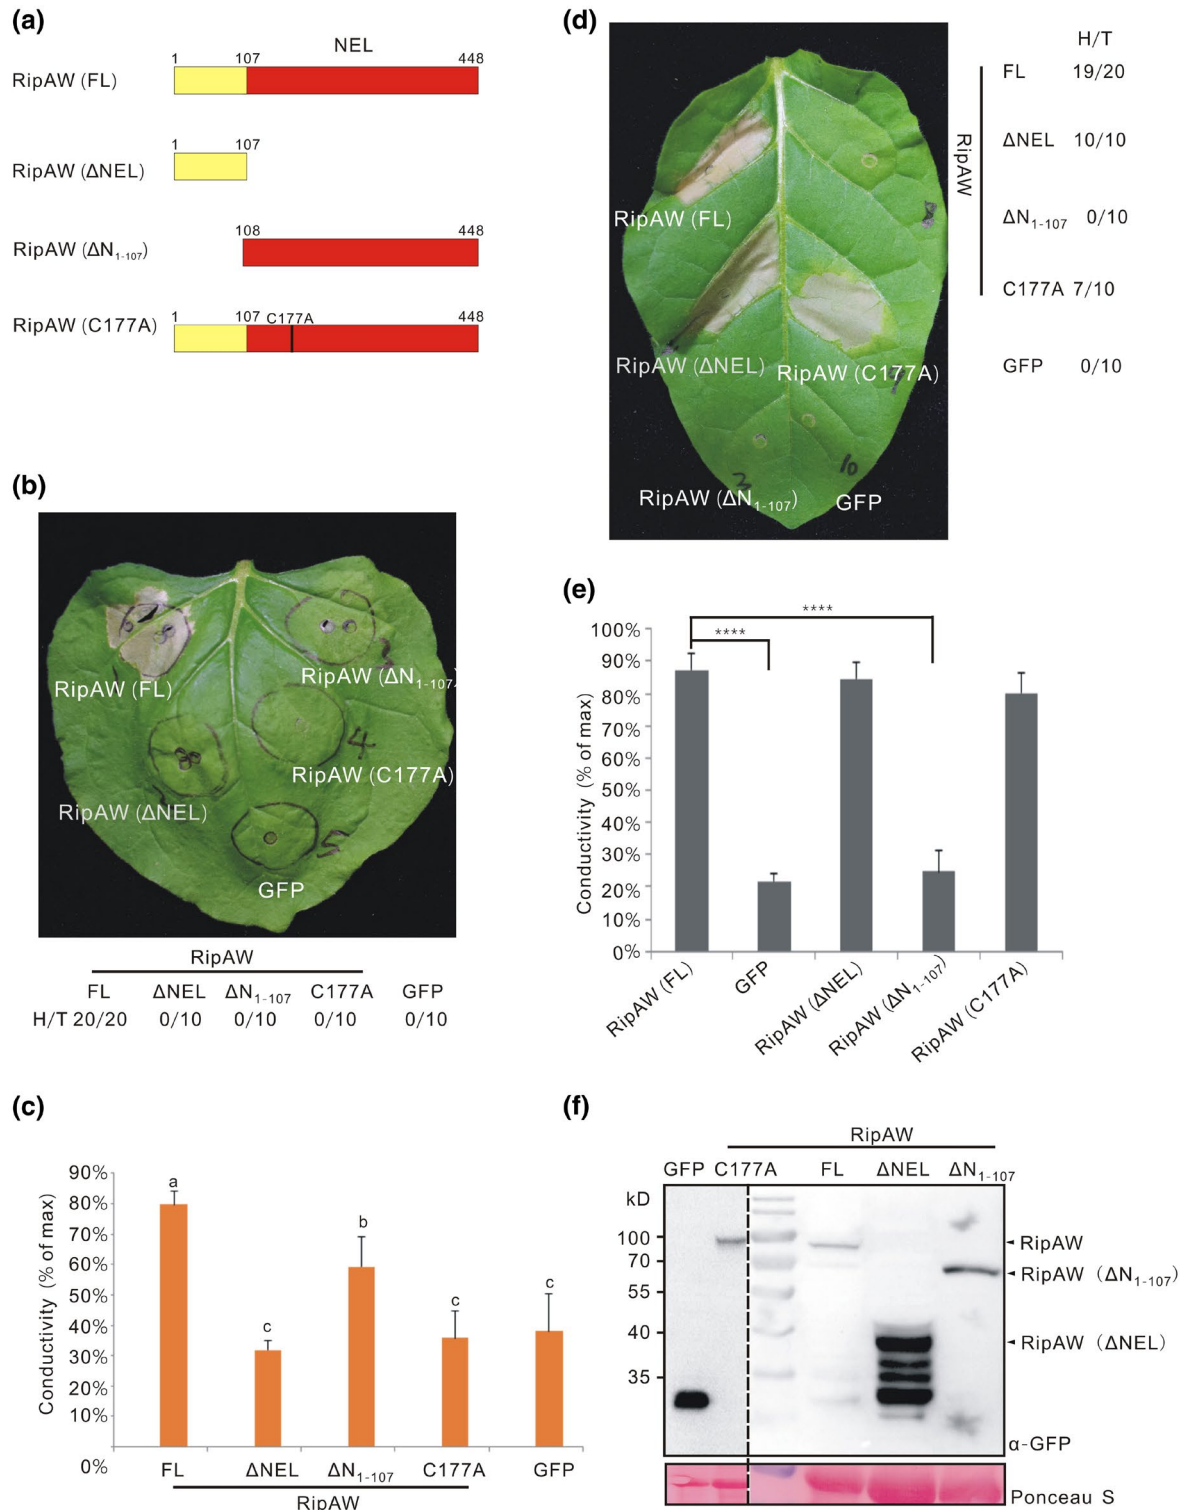 (a)
NEL
1 107 448
RipAW (FL)
1 107
RipAW (ΔNEL)
108 448
RipAW (ΔN1-107)
1 107 C177A 448
RipAW (C177A)
(b)
RipAW (FL)
RipAW (ΔN1-107)
4
RipAW (C177A)
RipAW (ΔNEL)
5
GFP
RipAW
FL ΔNEL ΔN1-107 C177A GFP
H/T 20/20 0/10 0/10 0/10 0/10
(c)
Conductivity (% of max)
90%
80%
70%
60%
50%
40%
30%
20%
10%
0%
a
c
b
c
c
FL ΔNEL ΔN1-107 C177A GFP
RipAW
(d)
RipAW (FL)
RipAW (ΔNEL)
RipAW (C177A)
3
10
RipAW (ΔN1-107)
GFP
H/T
RipAW
FL 19/20
ΔNEL 10/10
ΔN1-107 0/10
C177A 7/10
GFP 0/10
(e)
Conductivity (% of max)
100%
90%
80%
70%
60%
50%
40%
30%
20%
10%
0%
****
****
RipAW (FL)
GFP
RipAW (ΔNEL)
RipAW (ΔN1-107)
RipAW (C177A)
(f)
RipAW
GFP C177A FL ΔNEL ΔN1-107
kD
100
70
55
40
35
RipAW
RipAW (ΔN1-107)
RipAW (ΔNEL)
α-GFP
Ponceau S